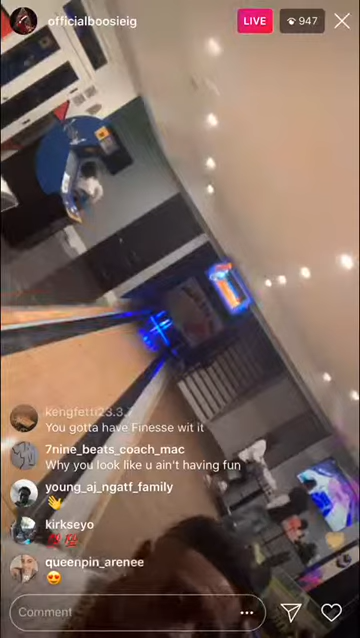 officialboosieig
LIVE
947
kengfetti23.3.7
You gotta have Finesse wit it
7nine_beats_coach_mac
Why you look like u ain't having fun
young_aj_ngatf_family
👋
kirkseyo
💯 💯
queenpin_arenee
😍
Comment